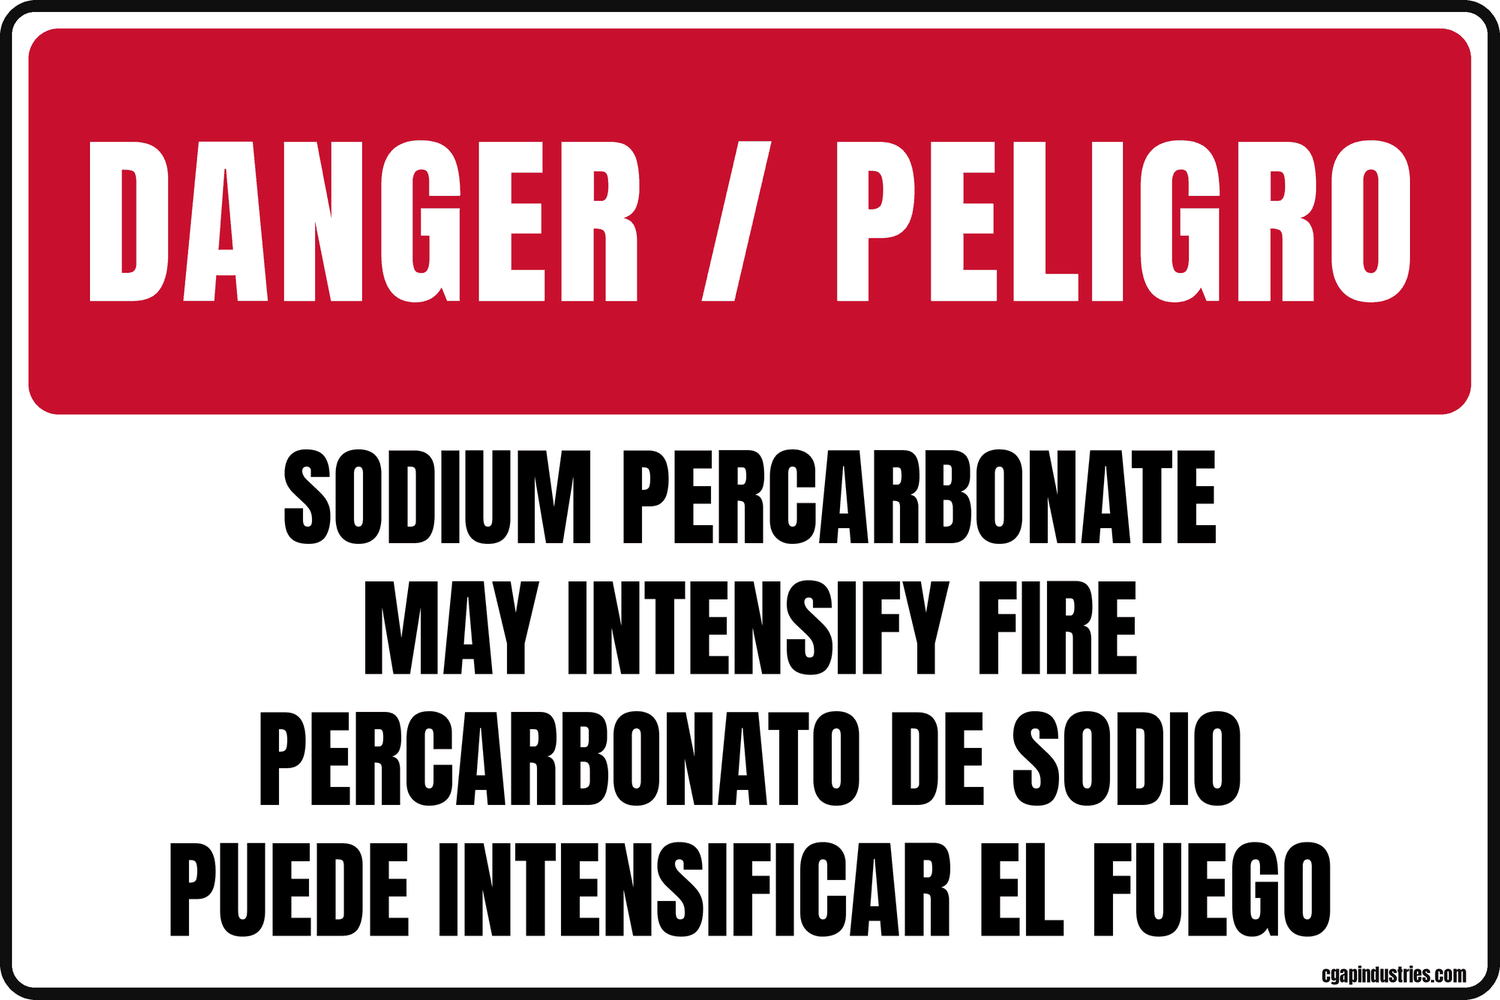 DANGER / PELIGRO
SODIUM PERCARBONATE
MAY INTENSIFY FIRE
PERCARBONATO DE SODIO
PUEDE INTENSIFICAR EL FUEGO
cgapindustries.com